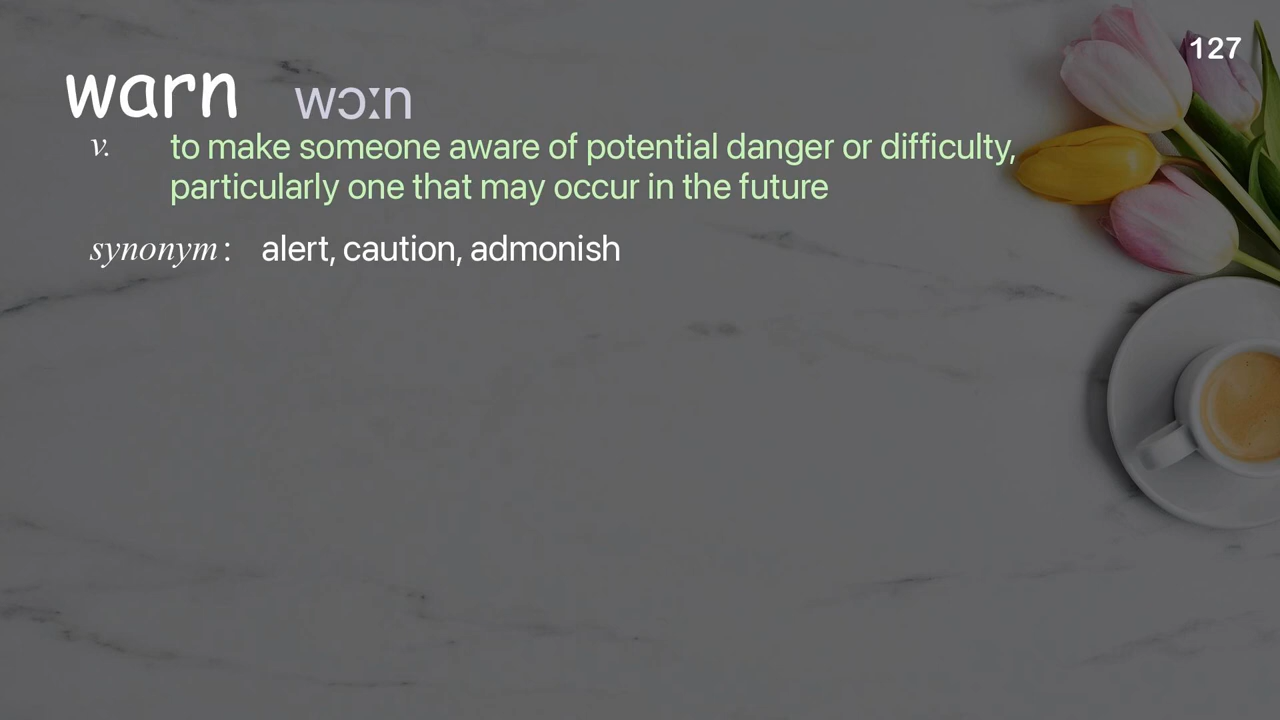 127
warn wɔːn
v. to make someone aware of potential danger or difficulty,
particularly one that may occur in the future
synonym : alert, caution, admonish